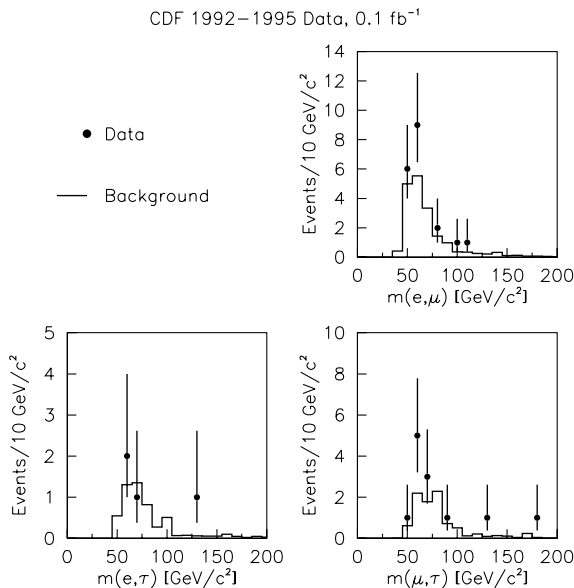 CDF 1992−1995 Data, 0.1 fb⁻¹
Data
Background
Events/10 GeV/c²
14
12
10
8
6
4
2
0
0 50 100 150 200
m(e,μ) [GeV/c²]
Events/10 GeV/c²
5
4
3
2
1
0
0 50 100 150 200
m(e,τ) [GeV/c²]
Events/10 GeV/c²
10
8
6
4
2
0
0 50 100 150 200
m(μ,τ) [GeV/c²]